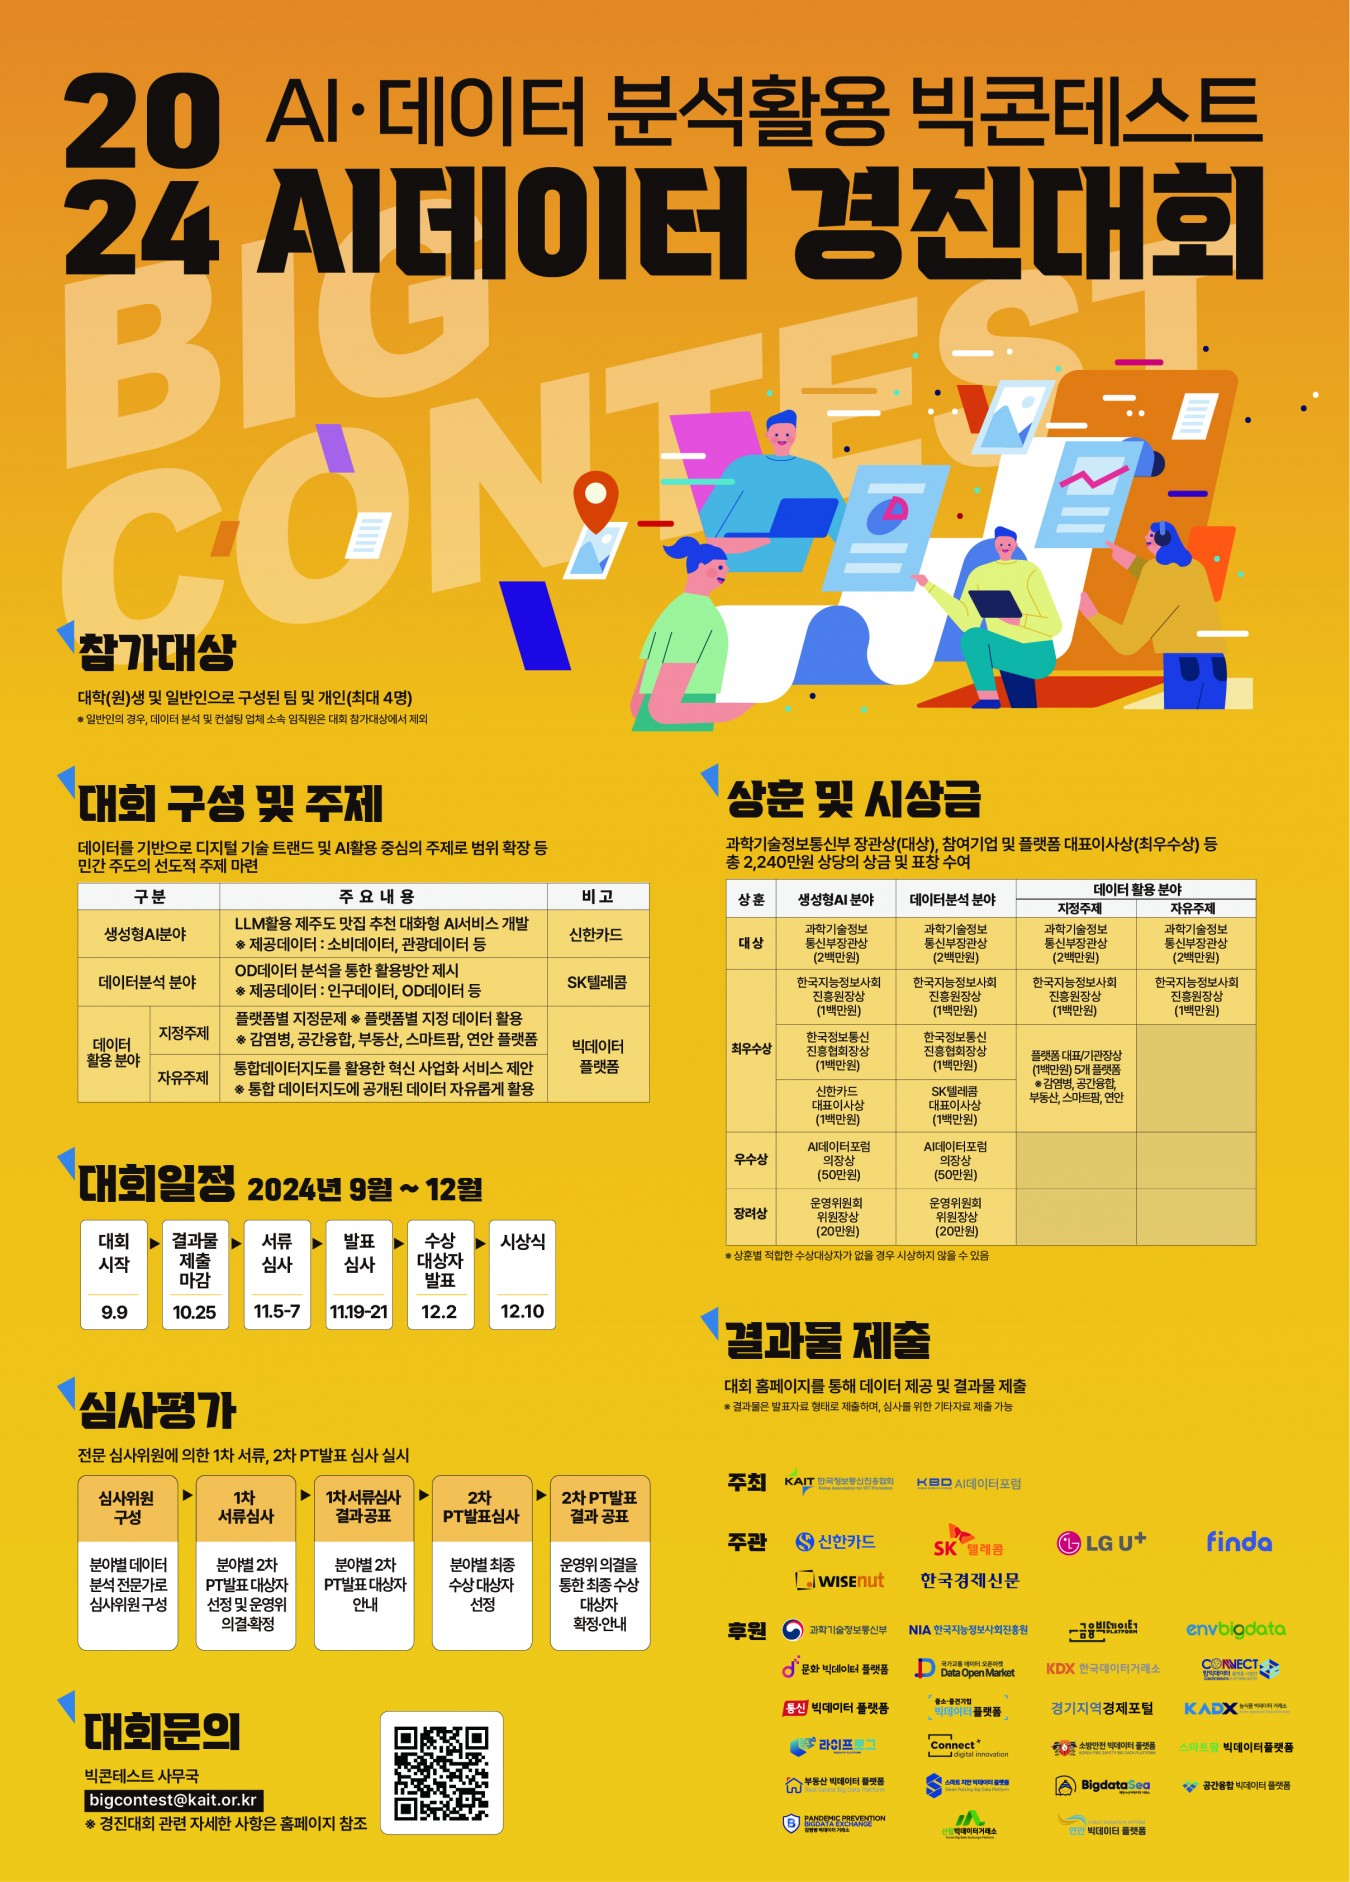 2024
AI·데이터 분석활용 빅콘테스트
AI데이터 경진대회
BIG
CONTEST
참가대상
대학(원)생 및 일반인으로 구성된 팀 및 개인(최대 4명)
※ 일반인의 경우, 데이터 분석 및 컨설팅 업체 소속 임직원은 대회 참가대상에서 제외
대회 구성 및 주제
데이터를 기반으로 디지털 기술 트랜드 및 AI활용 중심의 주제로 범위 확장 등
민간 주도의 선도적 주제 마련
구 분 주 요 내 용 비 고
생성형AI분야
LLM활용 제주도 맛집 추천 대화형 AI서비스 개발
※ 제공데이터 : 소비데이터, 관광데이터 등
신한카드
데이터분석 분야
OD데이터 분석을 통한 활용방안 제시
※ 제공데이터 : 인구데이터, OD데이터 등
SK텔레콤
데이터
활용 분야
지정주제
플랫폼별 지정문제 ※ 플랫폼별 지정 데이터 활용
※ 감염병, 공간융합, 부동산, 스마트팜, 연안 플랫폼
자유주제
통합데이터지도를 활용한 혁신 사업화 서비스 제안
※ 통합 데이터지도에 공개된 데이터 자유롭게 활용
빅데이터
플랫폼
대회일정 2024년 9월 ~ 12월
대회
시작
9.9
결과물
제출
마감
10.25
서류
심사
11.5-7
발표
심사
11.19-21
수상
대상자
발표
12.2
시상식
12.10
심사평가
전문 심사위원에 의한 1차 서류, 2차 PT발표 심사 실시
심사위원
구성
분야별 데이터
분석 전문가로
심사위원 구성
1차
서류심사
분야별 2차
PT발표 대상자
선정 및 운영위
의결·확정
1차서류심사
결과공표
분야별 2차
PT발표 대상자
안내
2차
PT발표심사
분야별 최종
수상 대상자
선정
2차 PT발표
결과 공표
운영위 의결을
통한 최종 수상
대상자
확정·안내
대회문의
빅콘테스트 사무국
bigcontest@kait.or.kr
※ 경진대회 관련 자세한 사항은 홈페이지 참조
상훈 및 시상금
과학기술정보통신부 장관상(대상), 참여기업 및 플랫폼 대표이사상(최우수상) 등
총 2,240만원 상당의 상금 및 표창 수여
상 훈 생성형AI 분야 데이터분석 분야 데이터 활용 분야
지정주제 자유주제
대 상
과학기술정보
통신부장관상
(2백만원)
과학기술정보
통신부장관상
(2백만원)
과학기술정보
통신부장관상
(2백만원)
과학기술정보
통신부장관상
(2백만원)
최우수상
한국지능정보사회
진흥원장상
(1백만원)
한국지능정보사회
진흥원장상
(1백만원)
한국지능정보사회
진흥원장상
(1백만원)
한국지능정보사회
진흥원장상
(1백만원)
한국정보통신
진흥협회장상
(1백만원)
한국정보통신
진흥협회장상
(1백만원)
플랫폼 대표/기관장상
(1백만원) 5개 플랫폼
※ 감염병, 공간융합,
부동산, 스마트팜, 연안
신한카드
대표이사상
(1백만원)
SK텔레콤
대표이사상
(1백만원)
우수상
AI데이터포럼
의장상
(50만원)
AI데이터포럼
의장상
(50만원)
장려상
운영위원회
위원장상
(20만원)
운영위원회
위원장상
(20만원)
※ 상훈별 적합한 수상대상자가 없을 경우 시상하지 않을 수 있음
결과물 제출
대회 홈페이지를 통해 데이터 제공 및 결과물 제출
※ 결과물은 발표자료 형태로 제출하며, 심사를 위한 기타자료 제출 가능
주최 KAIT 한국정보통신진흥협회 KBD AI데이터포럼
주관 신한카드 SK 텔레콤 LG U+ finda
WISEnut 한국경제신문
후원 과학기술정보통신부 NIA 한국지능정보사회진흥원 금융빅데이터 PLATFORM envbigdata
문화 빅데이터 플랫폼 국가교통 데이터 오픈마켓 Data Open Market KDX 한국데이터거래소 CONNECT
통신 빅데이터 플랫폼 중소·중견기업 빅데이터플랫폼 경기지역경제포털 KADX 농식품 빅데이터 거래소
라이프로그 Connect+ digital innovation 소방안전 빅데이터 플랫폼 스마트팜 빅데이터플랫폼
부동산 빅데이터 플랫폼 스마트 치안 빅데이터 플랫폼 BigdataSea 공간융합 빅데이터 플랫폼
PANDEMIC PREVENTION BIGDATA EXCHANGE 감염병 빅데이터 거래소 산림빅데이터거래소 연안 빅데이터 플랫폼